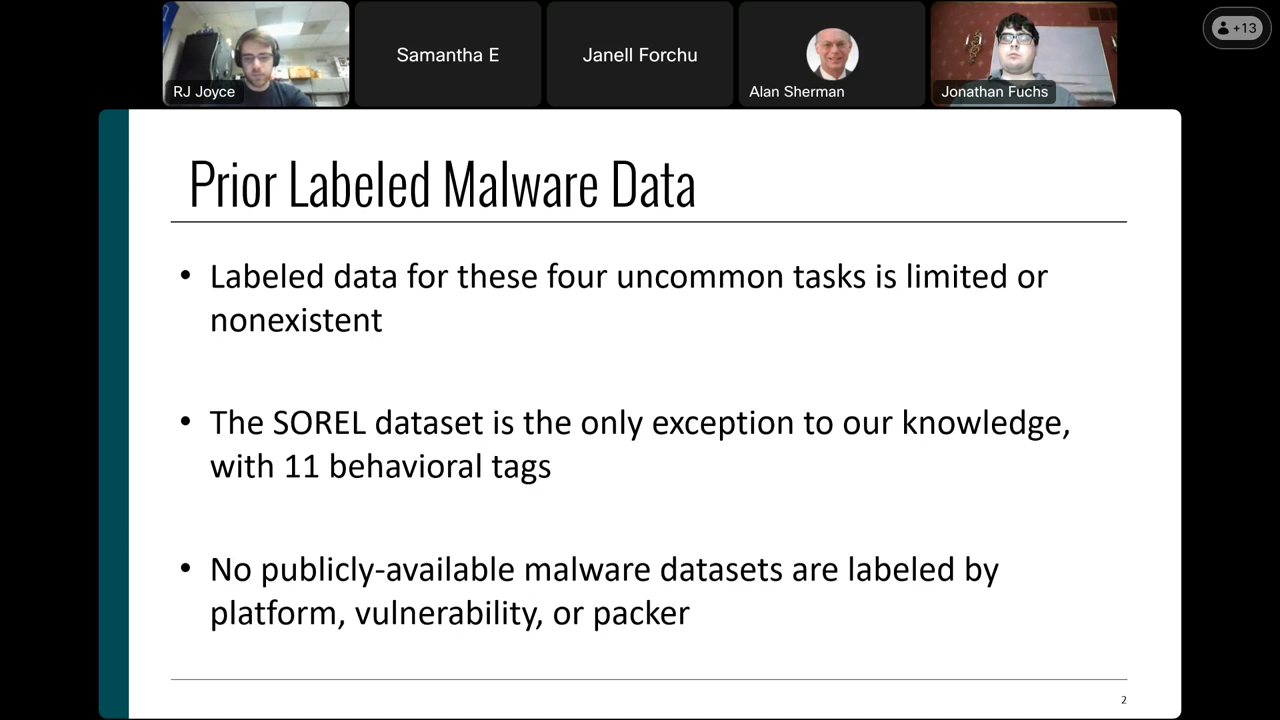 RJ Joyce
Samantha E
Janell Forchu
Alan Sherman
Jonathan Fuchs
+13
Prior Labeled Malware Data
• Labeled data for these four uncommon tasks is limited or
nonexistent
• The SOREL dataset is the only exception to our knowledge,
with 11 behavioral tags
• No publicly-available malware datasets are labeled by
platform, vulnerability, or packer
2